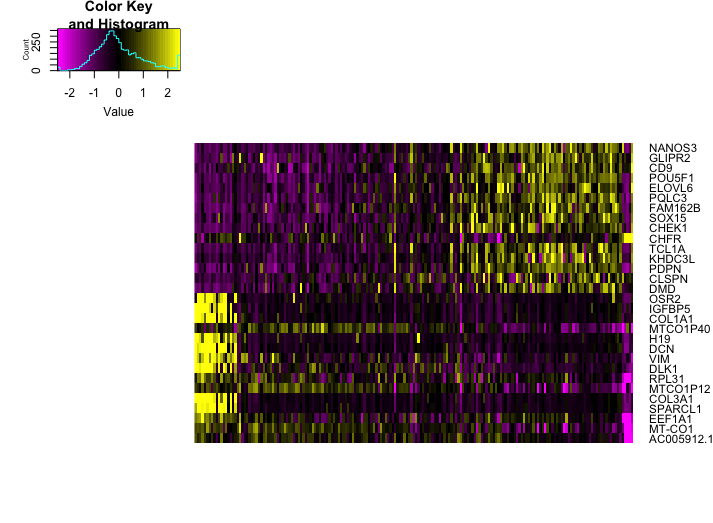 Color Key
and Histogram
Count
0 250
-2 -1 0 1 2
Value
NANOS3
GLIPR2
CD9
POU5F1
ELOVL6
PQLC3
FAM162B
SOX15
CHEK1
CHFR
TCL1A
KHDC3L
PDPN
CLSPN
DMD
OSR2
IGFBP5
COL1A1
MTCO1P40
H19
DCN
VIM
DLK1
RPL31
MTCO1P12
COL3A1
SPARCL1
EEF1A1
MT-CO1
AC005912.1